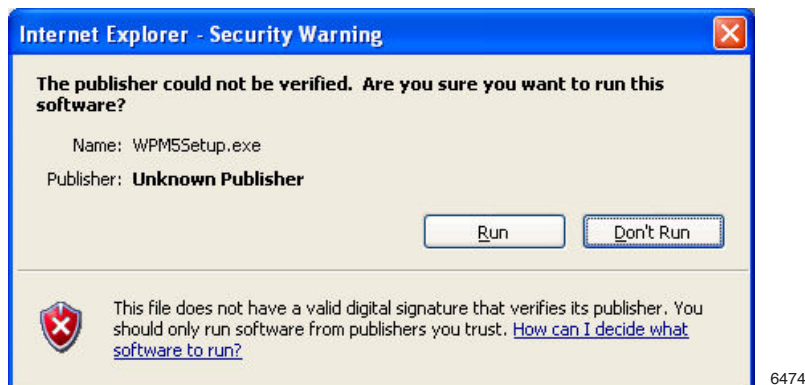 Internet Explorer - Security Warning
The publisher could not be verified. Are you sure you want to run this
software?
Name: WPM5Setup.exe
Publisher: Unknown Publisher
Run Don't Run
This file does not have a valid digital signature that verifies its publisher. You
should only run software from publishers you trust. How can I decide what
software to run?
6474